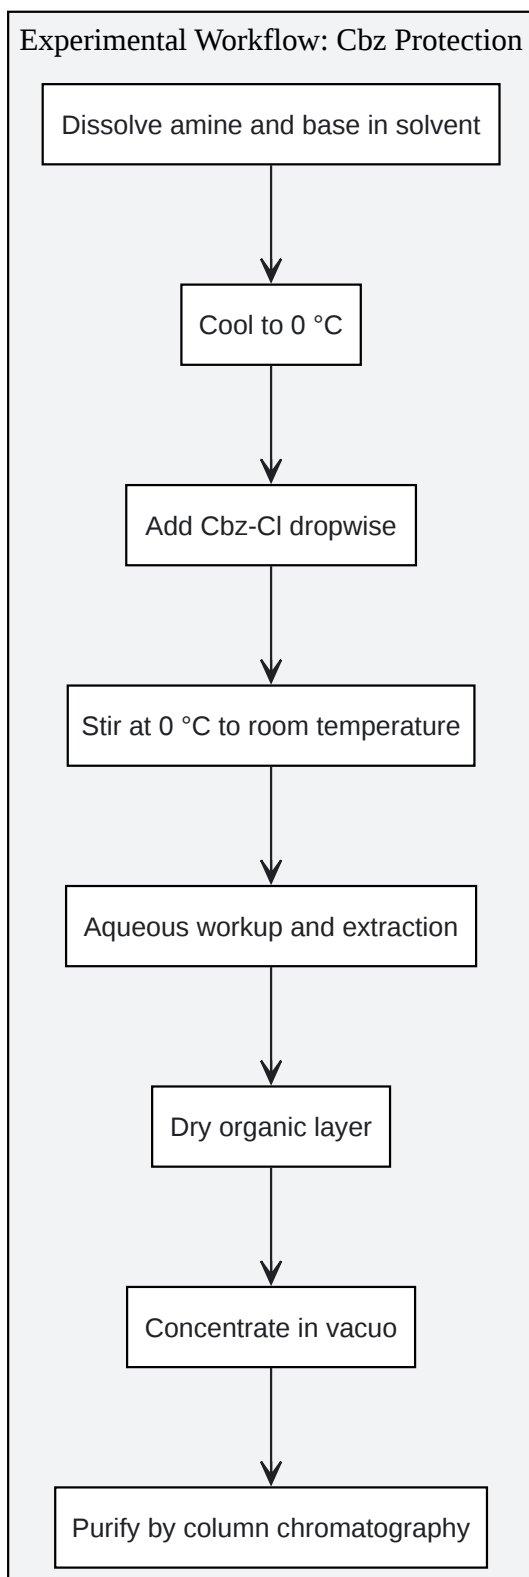 Experimental Workflow: Cbz Protection
Dissolve amine and base in solvent
Cool to 0 °C
Add Cbz-Cl dropwise
Stir at 0 °C to room temperature
Aqueous workup and extraction
Dry organic layer
Concentrate in vacuo
Purify by column chromatography